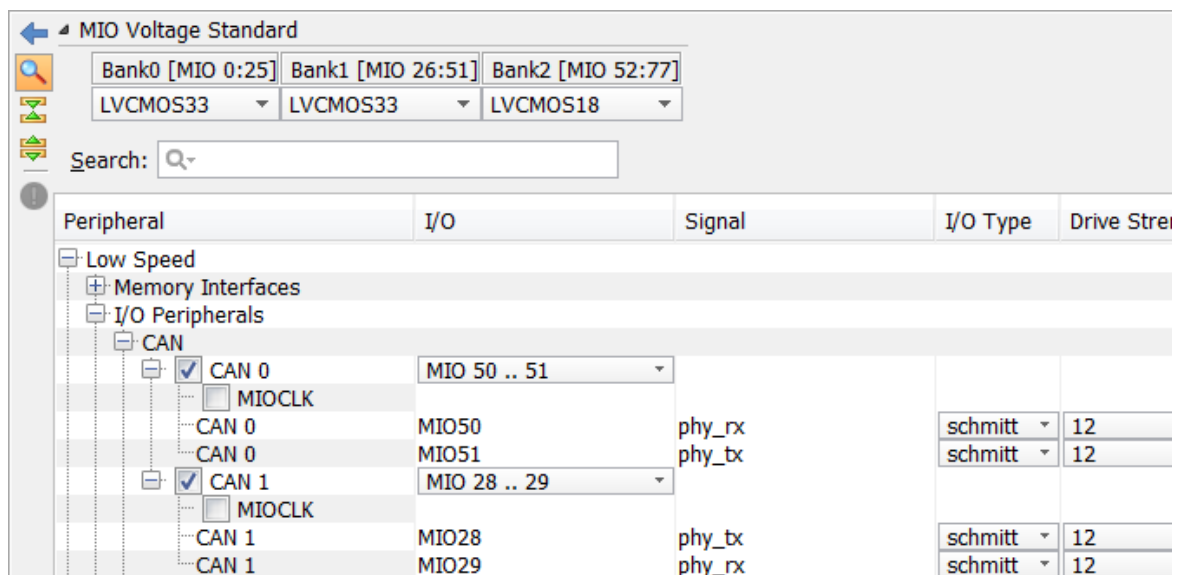 MIO Voltage Standard
Bank0 [MIO 0:25] Bank1 [MIO 26:51] Bank2 [MIO 52:77]
LVCMOS33 LVCMOS33 LVCMOS18
Search:
Peripheral I/O Signal I/O Type Drive Stre
Low Speed
Memory Interfaces
I/O Peripherals
CAN
CAN 0 MIO 50 .. 51
MIOCLK
CAN 0 MIO50 phy_rx schmitt 12
CAN 0 MIO51 phy_tx schmitt 12
CAN 1 MIO 28 .. 29
MIOCLK
CAN 1 MIO28 phy_tx schmitt 12
CAN 1 MIO29 phy_rx schmitt 12